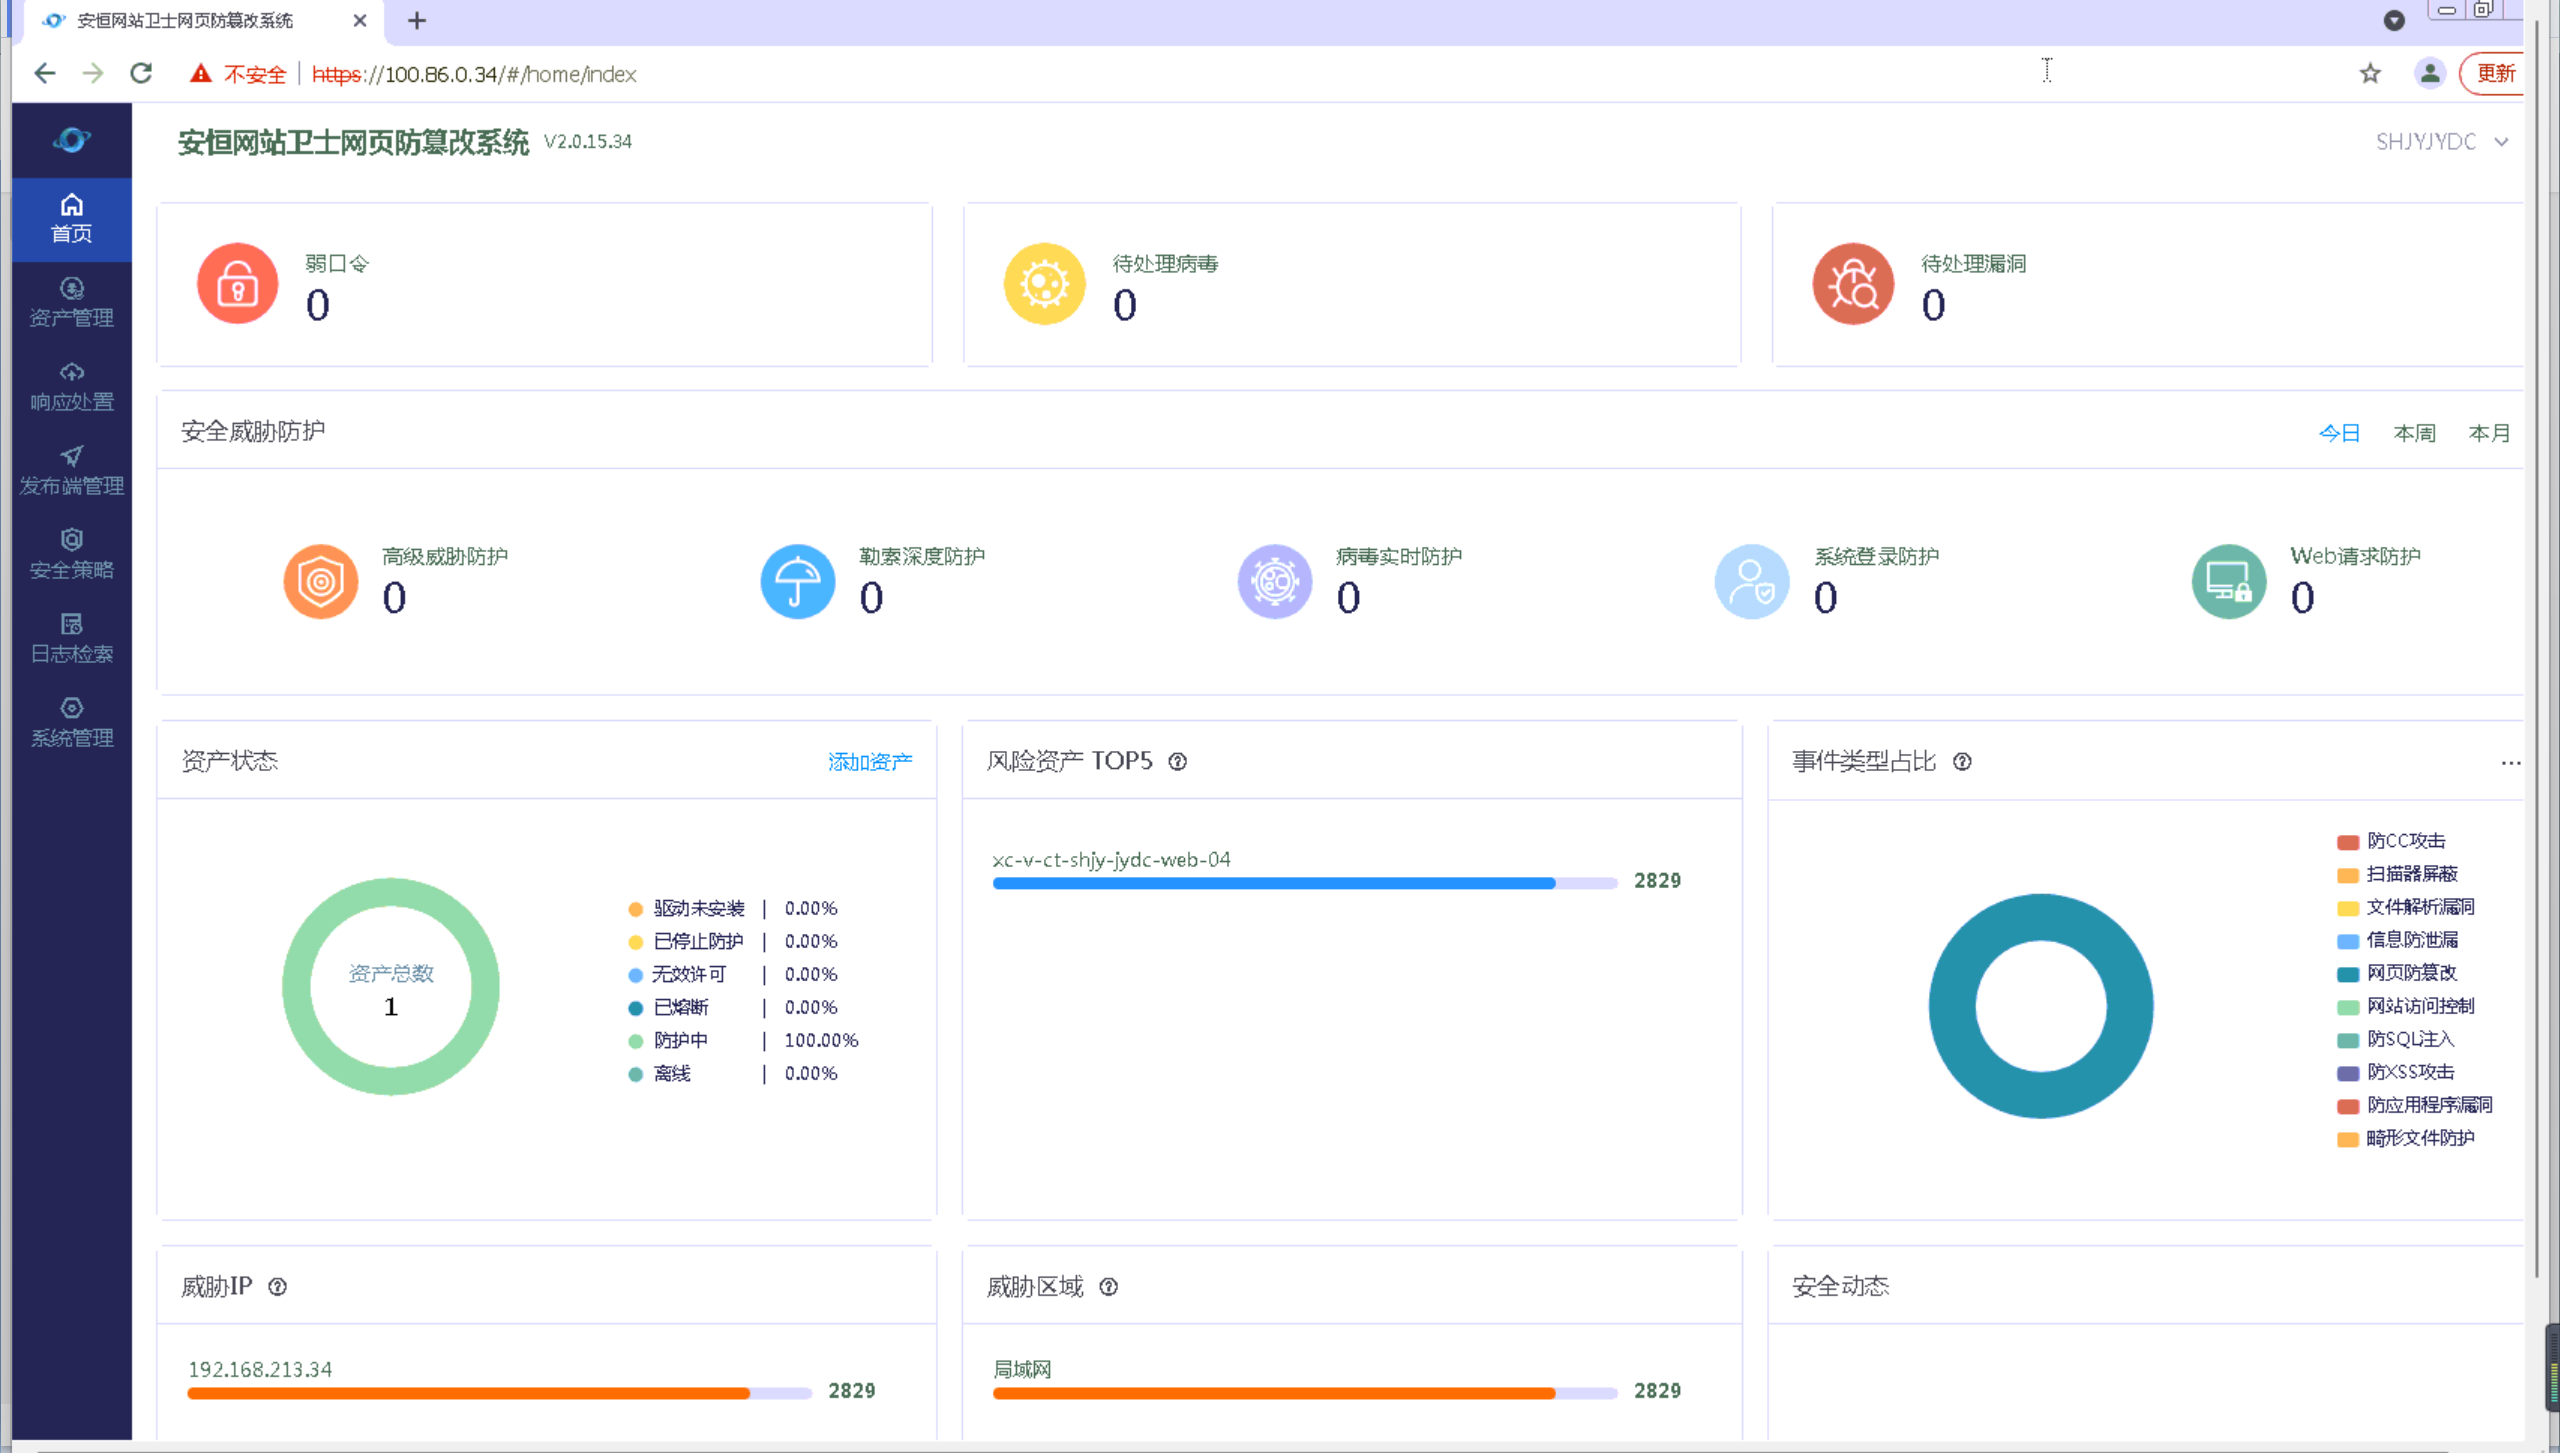 安恒网站卫士网页防篡改系统
不安全 | https://100.86.0.34/#/home/index
更新
安恒网站卫士网页防篡改系统 V2.0.15.34
SHJYJYDC
首页
资产管理
响应处置
发布端管理
安全策略
日志检索
系统管理
弱口令
0
待处理病毒
0
待处理漏洞
0
安全威胁防护
今日 本周 本月
高级威胁防护
0
勒索深度防护
0
病毒实时防护
0
系统登录防护
0
Web请求防护
0
资产状态
添加资产
资产总数
1
驱动未安装 | 0.00%
已停止防护 | 0.00%
无效许可 | 0.00%
已熔断 | 0.00%
防护中 | 100.00%
离线 | 0.00%
风险资产 TOP5
xc-v-ct-shjy-jydc-web-04
2829
事件类型占比
...
防CC攻击
扫描器屏蔽
文件解析漏洞
信息防泄漏
网页防篡改
网站访问控制
防SQL注入
防XSS攻击
防应用程序漏洞
畸形文件防护
威胁IP
192.168.213.34
2829
威胁区域
局域网
2829
安全动态